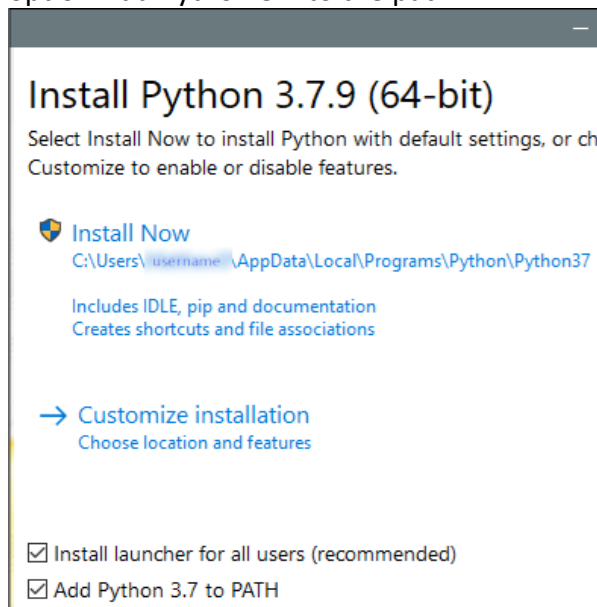 Install Python 3.7.9 (64-bit)
Select Install Now to install Python with default settings, or ch
Customize to enable or disable features.
Install Now
C:\Users\username\AppData\Local\Programs\Python\Python37
Includes IDLE, pip and documentation
Creates shortcuts and file associations
Customize installation
Choose location and features
Install launcher for all users (recommended)
Add Python 3.7 to PATH